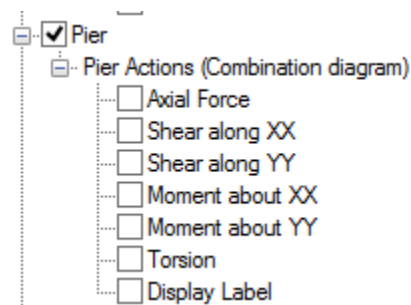 Pier
Pier Actions (Combination diagram)
Axial Force
Shear along XX
Shear along YY
Moment about XX
Moment about YY
Torsion
Display Label